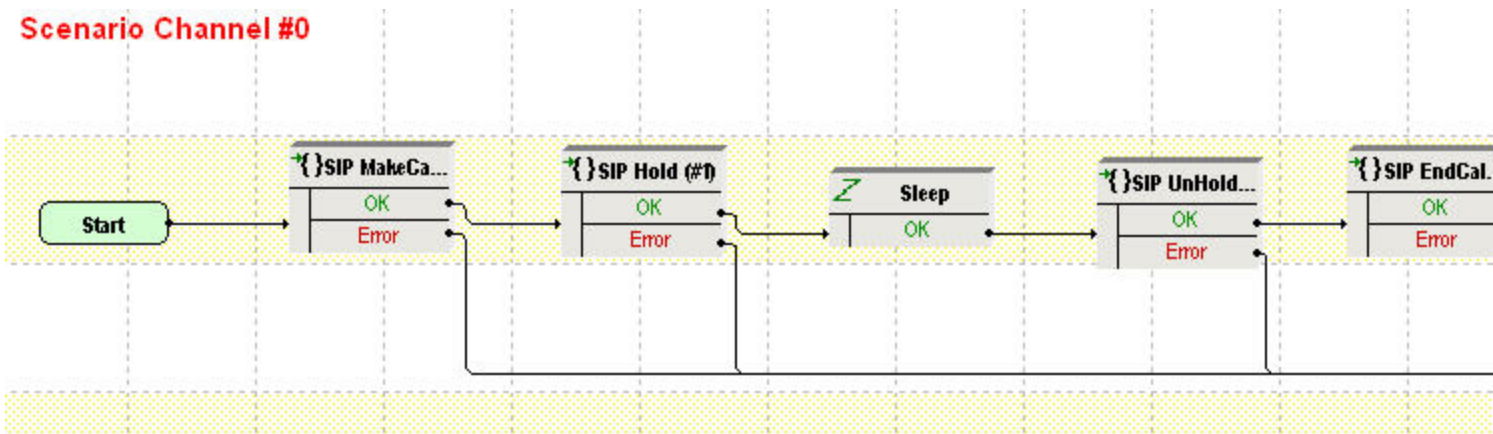 Scenario Channel #0
Start
{ }SIP MakeCa...
OK
Error
{ }SIP Hold (#1)
OK
Error
Sleep
OK
{ }SIP UnHold...
OK
Error
{ }SIP EndCal.
OK
Error